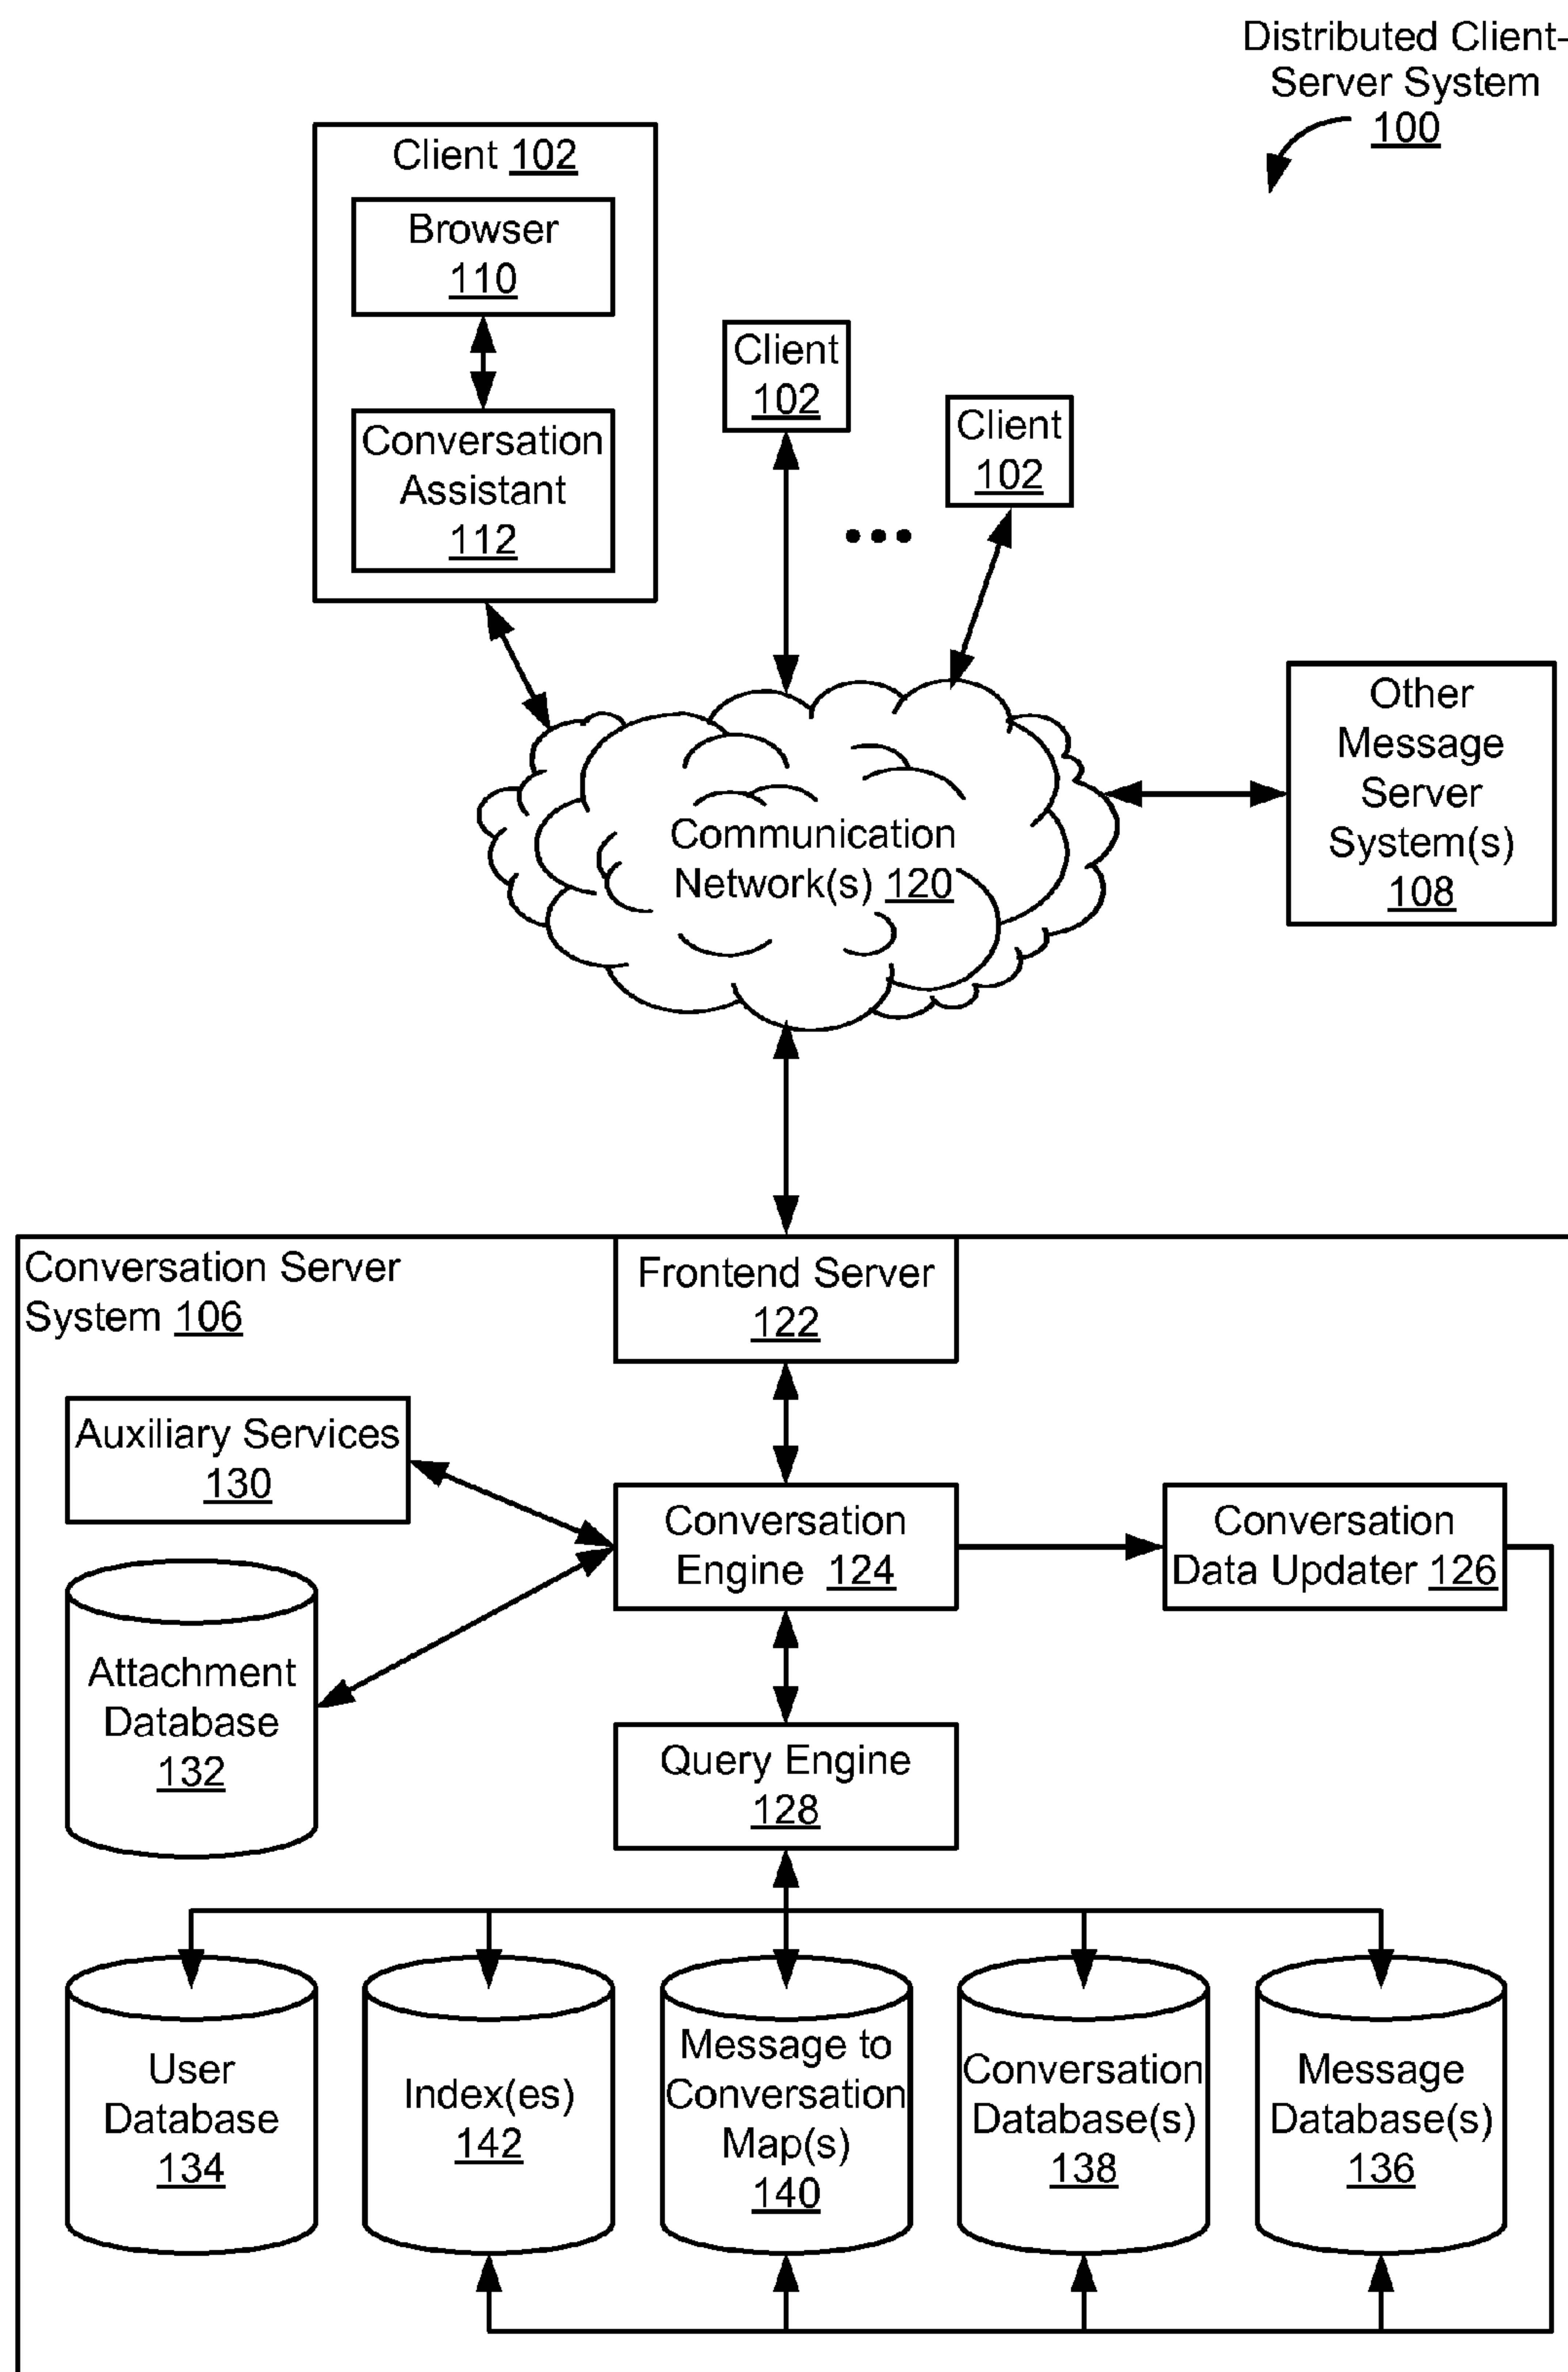 Distributed Client-
Server System
100
Client 102
Browser
110
Conversation
Assistant
112
Client
102
Client
102
Other
Message
Server
System(s)
108
Communication
Network(s) 120
Conversation Server
System 106
Frontend Server
122
Auxiliary Services
130
Conversation
Engine 124
Conversation
Data Updater 126
Attachment
Database
132
Query Engine
128
User
Database
134
Index(es)
142
Message to
Conversation
Map(s)
140
Conversation
Database(s)
138
Message
Database(s)
136